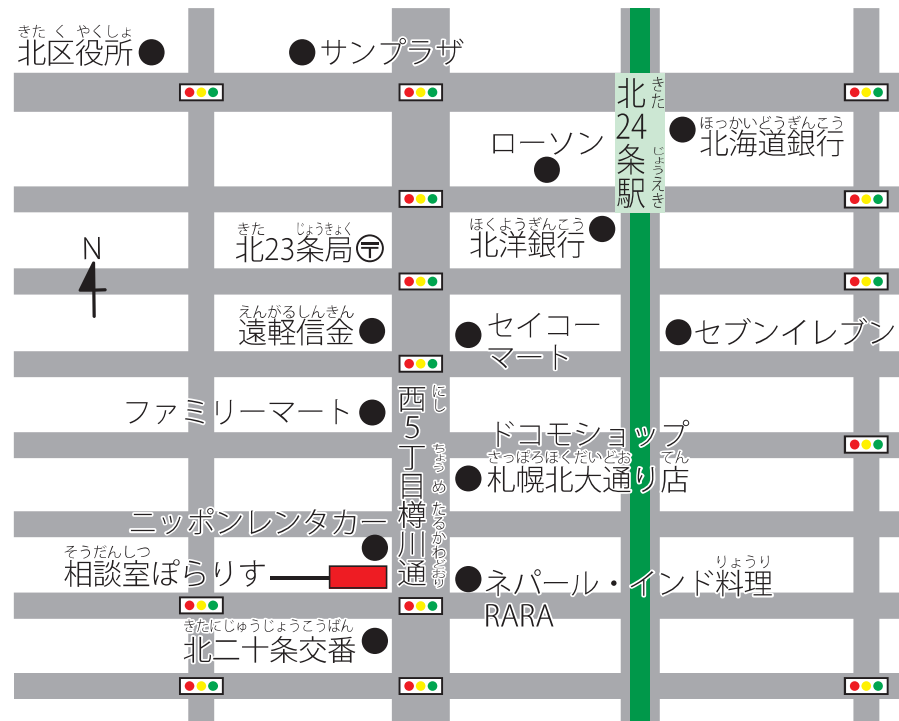 きたくやくしょ
北区役所
サンプラザ
きた
北24条駅
じょうえき
ほっかいどうぎんこう
北海道銀行
ローソン
ほくようぎんこう
北洋銀行
きた じょうきょく
北23条局〶
N
えんがるしんきん
遠軽信金
セイコー
マート
セブンイレブン
ファミリーマート
にし ちょうめ たるかわどおり
西5丁目樽川通
ドコモショップ
さっぽろほくだいどお てん
札幌北大通り店
ニッポンレンタカー
そうだんしつ
相談室ぽらりす
りょうり
ネパール・インド料理
RARA
きたにじゅうじょうこうばん
北二十条交番